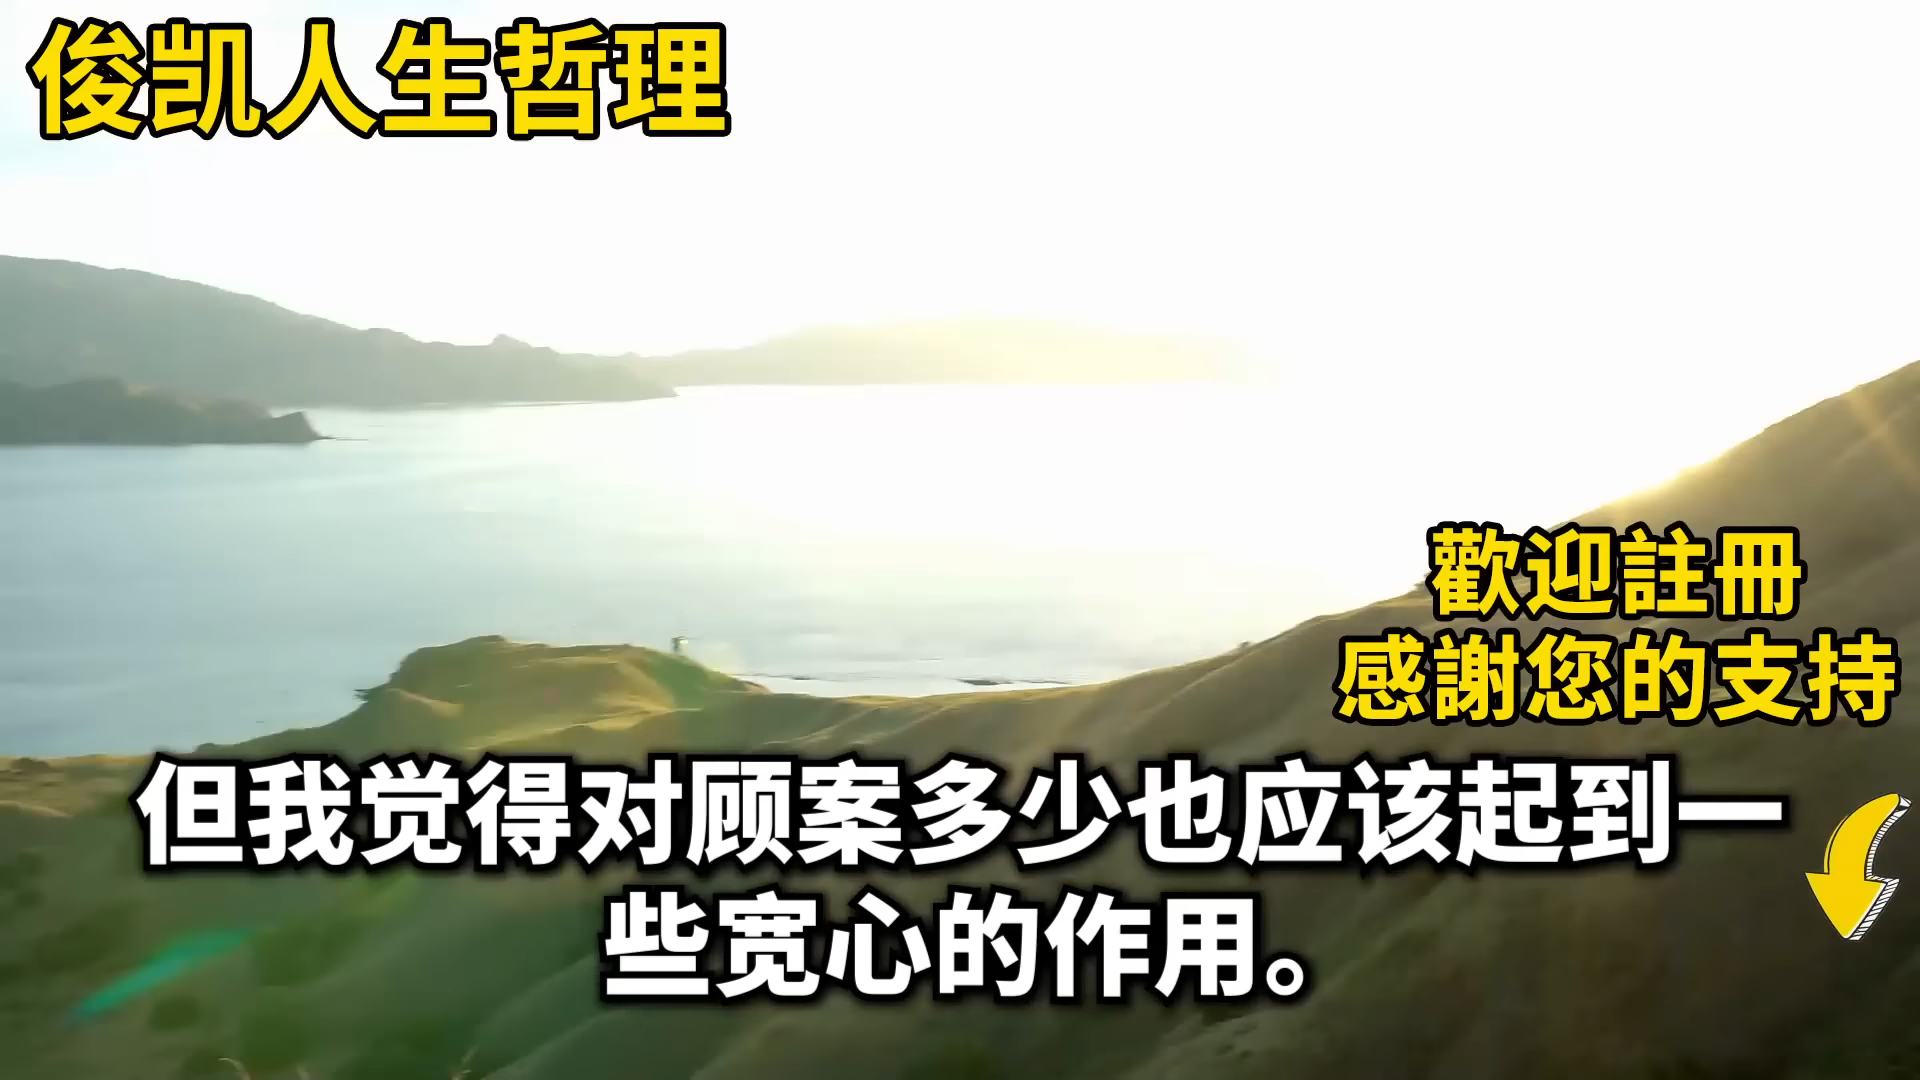 俊凯人生哲理
歡迎註冊
感謝您的支持
但我觉得对顾案多少也应该起到一
些宽心的作用。